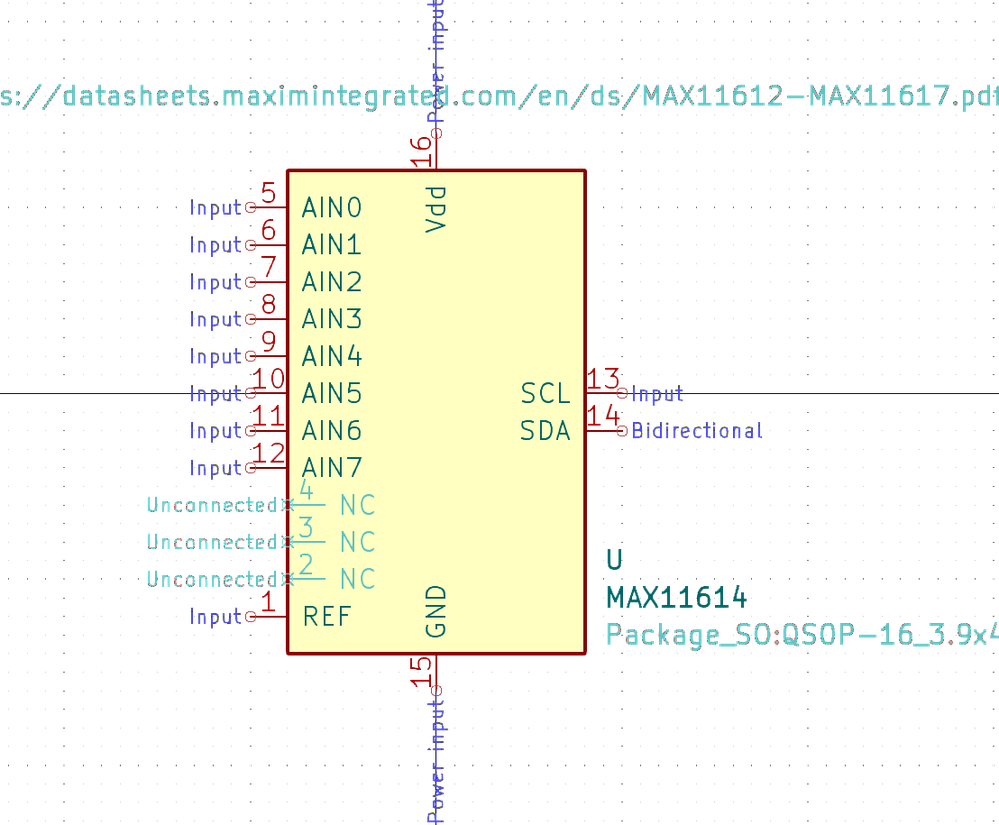 Power input
s://datasheets.maximintegrated.com/en/ds/MAX11612-MAX11617.pdf
16
Vdd
Input 5 AIN0
Input 6 AIN1
Input 7 AIN2
Input 8 AIN3
Input 9 AIN4
Input 10 AIN5 SCL 13 Input
Input 11 AIN6 SDA 14 Bidirectional
Input 12 AIN7
Unconnected 4 NC
Unconnected 3 NC
Unconnected 2 NC
Input 1 REF
GND
15
Power input
U
MAX11614
Package_SO:QSOP-16_3.9x4